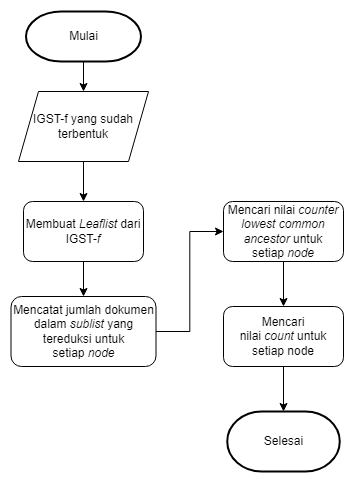 Mulai
IGST-f yang sudah
terbentuk
Membuat Leaflist dari
IGST-f
Mencatat jumlah dokumen
dalam sublist yang
tereduksi untuk
setiap node
Mencari nilai counter
lowest common
ancestor untuk
setiap node
Mencari
nilai count untuk
setiap node
Selesai